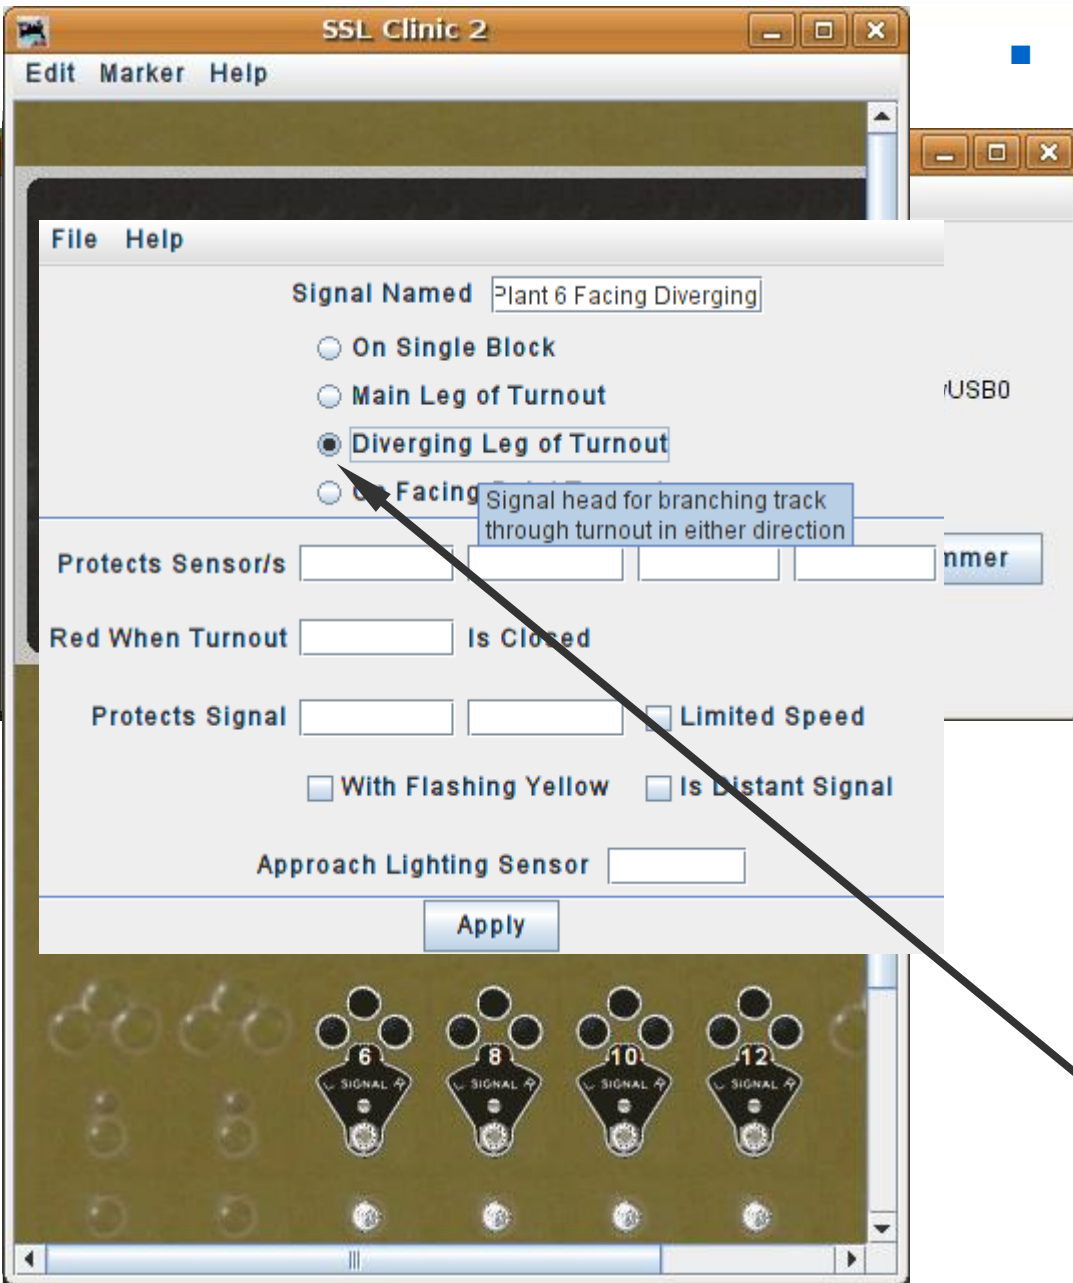 SSL Clinic 2
Edit Marker Help
File Help
Signal Named Plant 6 Facing Diverging
On Single Block
Main Leg of Turnout
USB0
Diverging Leg of Turnout
Facing
Signal head for branching track
through turnout in either direction
Protects Sensor/s
mmer
Red When Turnout Is Closed
Protects Signal Limited Speed
With Flashing Yellow Is Distant Signal
Approach Lighting Sensor
Apply
6 8 10 12
L SIGNAL R L SIGNAL R L SIGNAL R L SIGNAL R